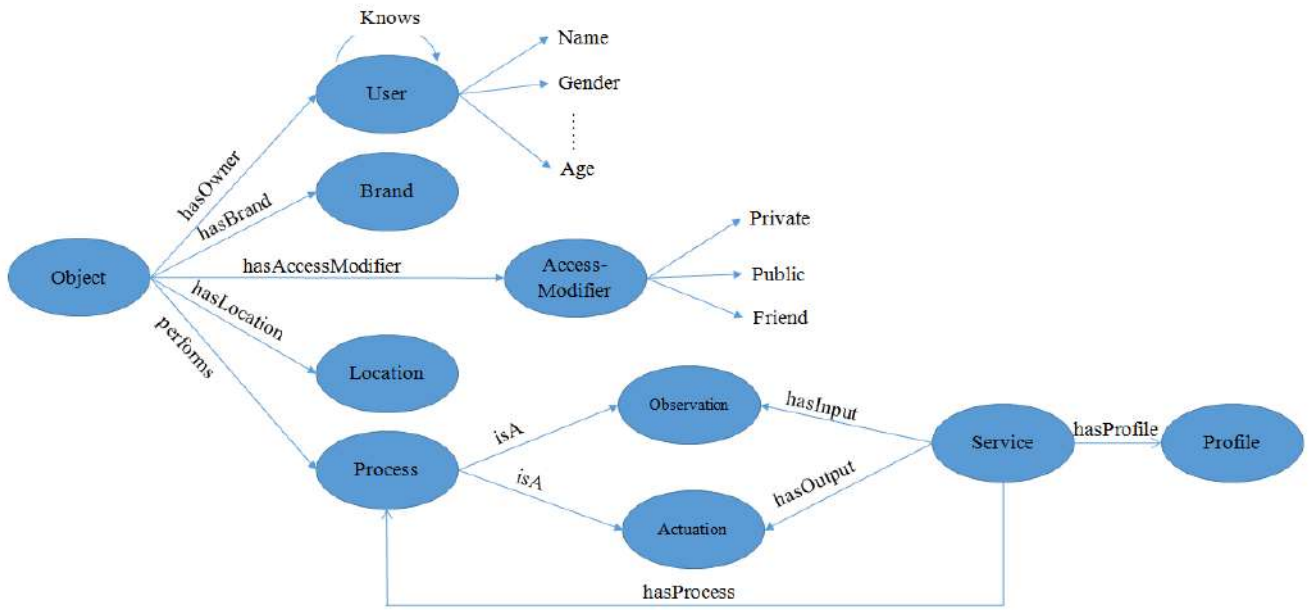 Knows
Name
User
Gender
Age
hasOwner
Brand
hasBrand
Private
hasAccessModifier
Access-
Modifier
Object
Public
hasLocation
Friend
performs
Location
Observation
hasInput
isA
hasProfile
Service
Profile
Process
isA
hasOutput
Actuation
hasProcess